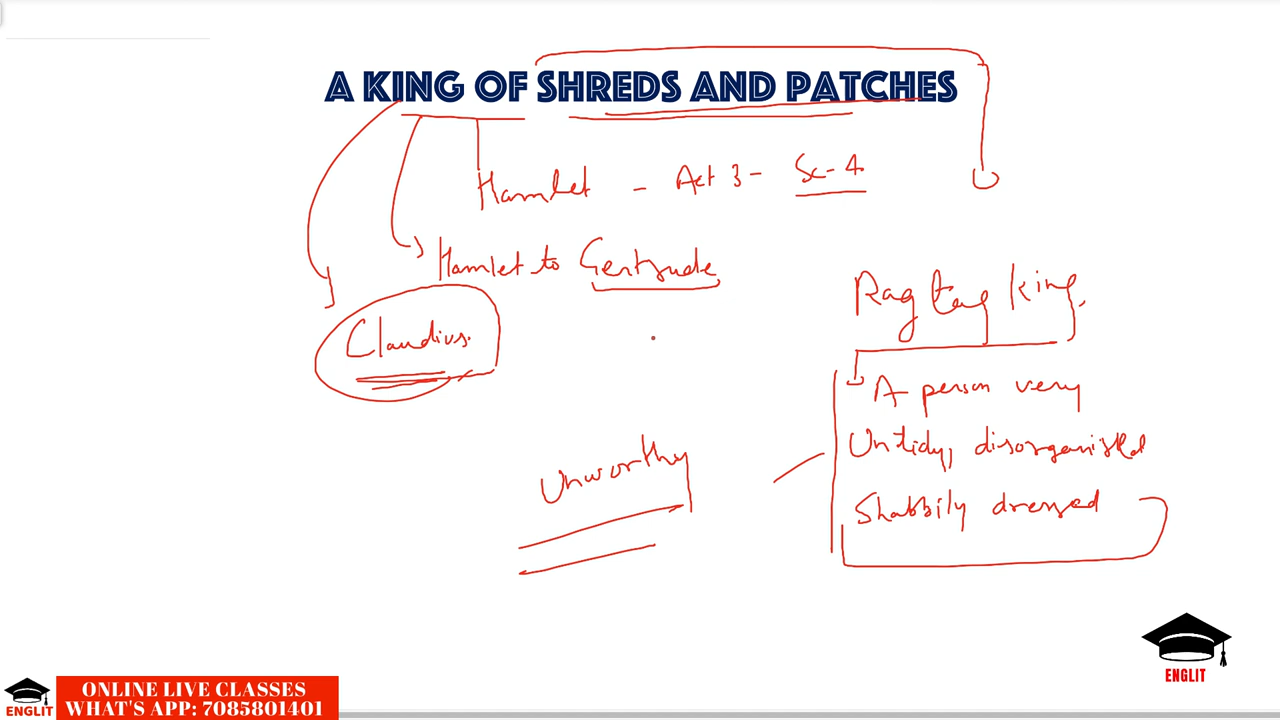 A KING OF SHREDS AND PATCHES
Hamlet - Act 3 - Sc-4
Hamlet to Gertrude
Claudius.
Rag tag king,
A person very
Untidy, disorganised
Shabbily dressed
Unworthy
ENGLIT
ENGLIT
ONLINE LIVE CLASSES
WHAT'S APP: 7085801401